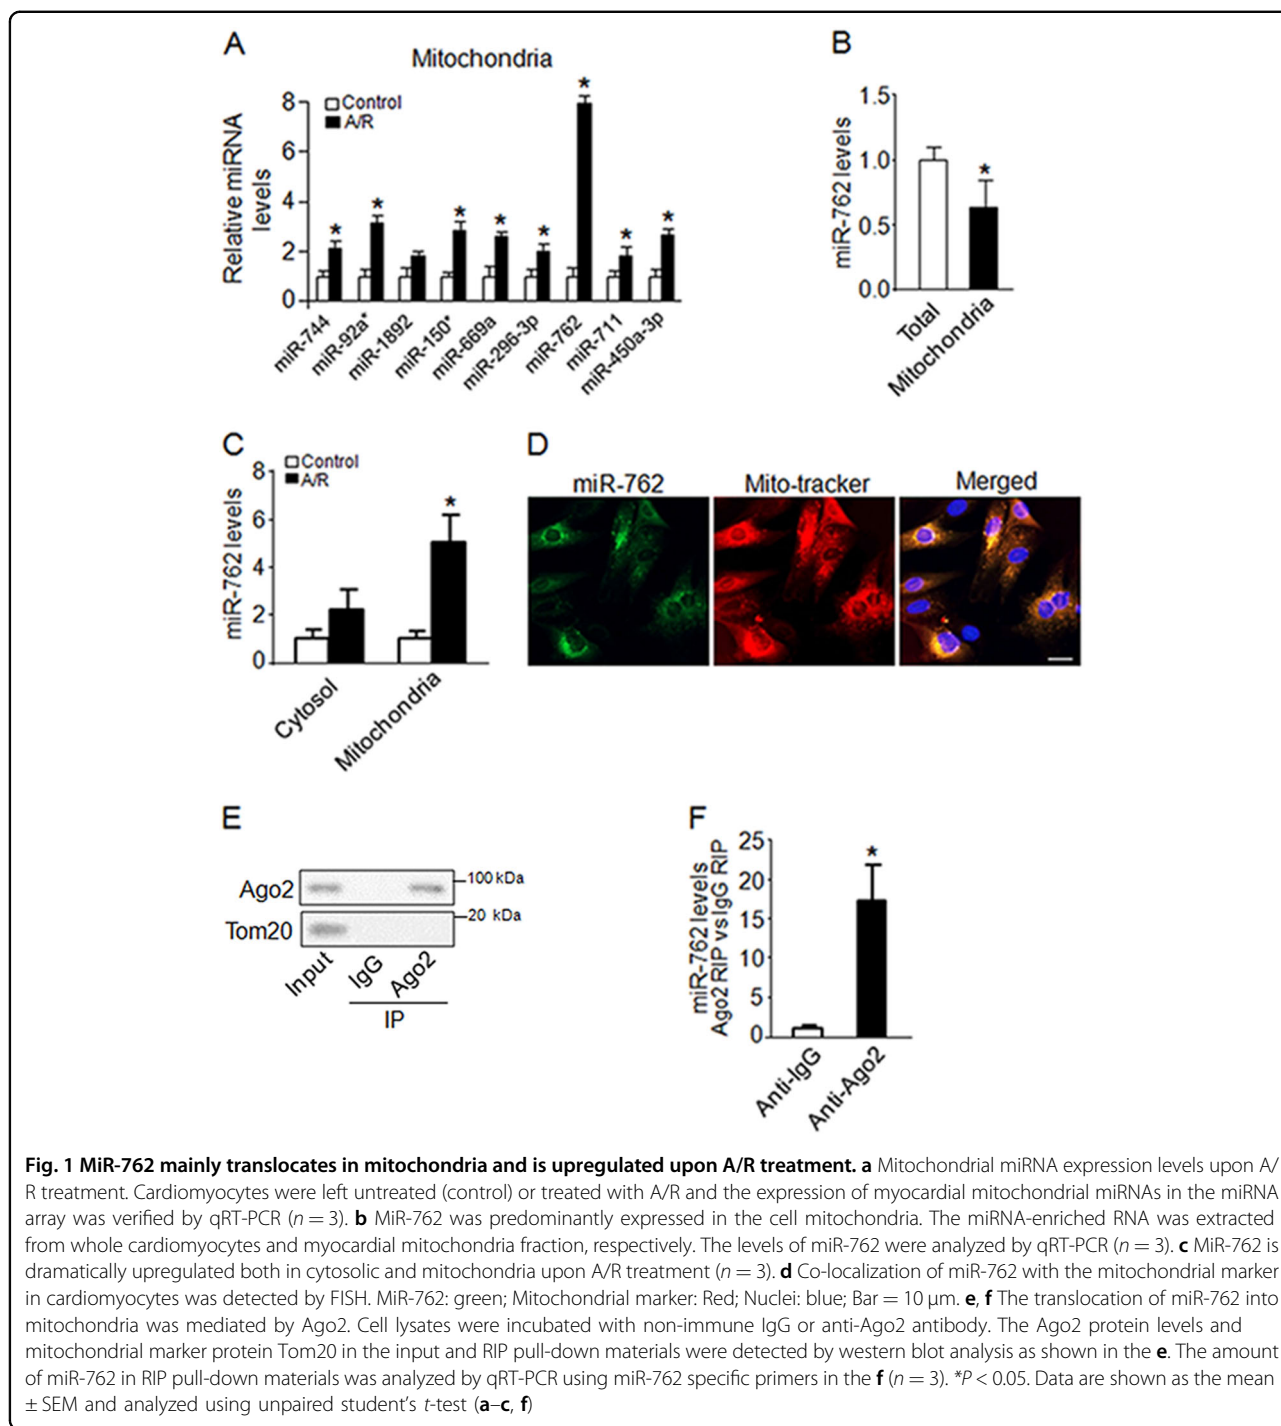 A
Mitochondria
Relative miRNA
levels
8
6
4
2
0
Control
A/R
*
*
*
*
*
*
*
*
miR-744
miR-92a*
miR-1892
miR-150*
miR-669a
miR-296-3p
miR-762
miR-711
miR-450a-3p
B
miR-762 levels
1.5
1.0
0.5
0.0
*
Total
Mitochondria
C
miR-762 levels
8
6
4
2
0
Control
A/R
*
Cytosol
Mitochondria
D
miR-762
Mito-tracker
Merged
E
Ago2
100 kDa
20 kDa
Tom20
Input
IgG
Ago2
IP
F
miR-762 levels
Ago2 RIP vs IgG RIP
25
20
15
10
5
0
*
Anti-IgG
Anti-Ago2
Fig. 1 MiR-762 mainly translocates in mitochondria and is upregulated upon A/R treatment. a Mitochondrial miRNA expression levels upon A/
R treatment. Cardiomyocytes were left untreated (control) or treated with A/R and the expression of myocardial mitochondrial miRNAs in the miRNA
array was verified by qRT-PCR (n = 3). b MiR-762 was predominantly expressed in the cell mitochondria. The miRNA-enriched RNA was extracted
from whole cardiomyocytes and myocardial mitochondria fraction, respectively. The levels of miR-762 were analyzed by qRT-PCR (n = 3). c MiR-762 is
dramatically upregulated both in cytosolic and mitochondria upon A/R treatment (n = 3). d Co-localization of miR-762 with the mitochondrial marker
in cardiomyocytes was detected by FISH. MiR-762: green; Mitochondrial marker: Red; Nuclei: blue; Bar = 10 μm. e, f The translocation of miR-762 into
mitochondria was mediated by Ago2. Cell lysates were incubated with non-immune IgG or anti-Ago2 antibody. The Ago2 protein levels and
mitochondrial marker protein Tom20 in the input and RIP pull-down materials were detected by western blot analysis as shown in the e. The amount
of miR-762 in RIP pull-down materials was analyzed by qRT-PCR using miR-762 specific primers in the f (n = 3). *P < 0.05. Data are shown as the mean
± SEM and analyzed using unpaired student's t-test (a–c, f)